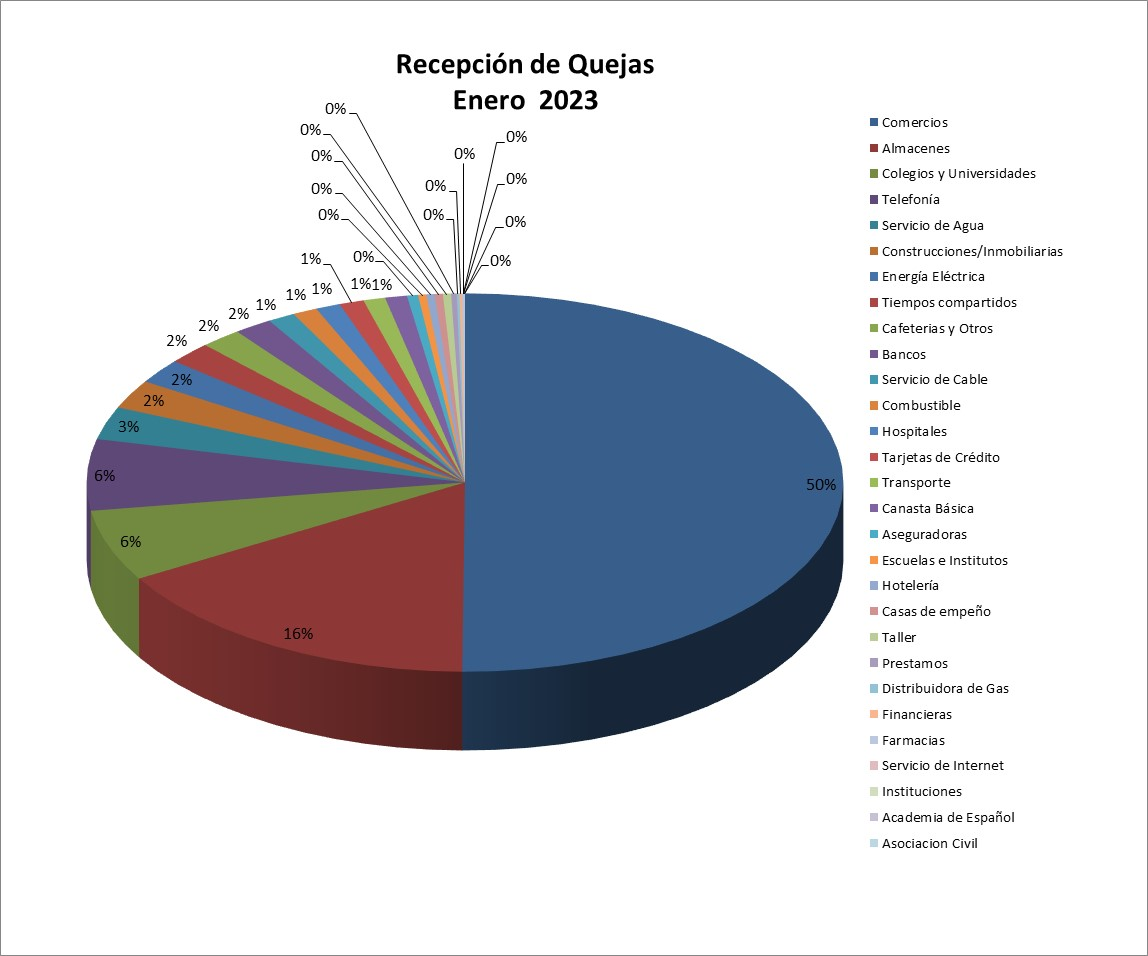 Recepción de Quejas
Enero 2023
0%
0%
0%
0%
0%
1%
0%
0%
0%
0%
0%
0%
0%
0%
1%
1%
1%
1%
1%
2%
2%
2%
2%
2%
3%
6%
6%
16%
50%
Comercios
Almacenes
Colegios y Universidades
Telefonía
Servicio de Agua
Construcciones/Inmobiliarias
Energía Eléctrica
Tiempos compartidos
Cafeterias y Otros
Bancos
Servicio de Cable
Combustible
Hospitales
Tarjetas de Crédito
Transporte
Canasta Básica
Aseguradoras
Escuelas e Institutos
Hotelería
Casas de empeño
Taller
Prestamos
Distribuidora de Gas
Financieras
Farmacias
Servicio de Internet
Instituciones
Academia de Español
Asociacion Civil